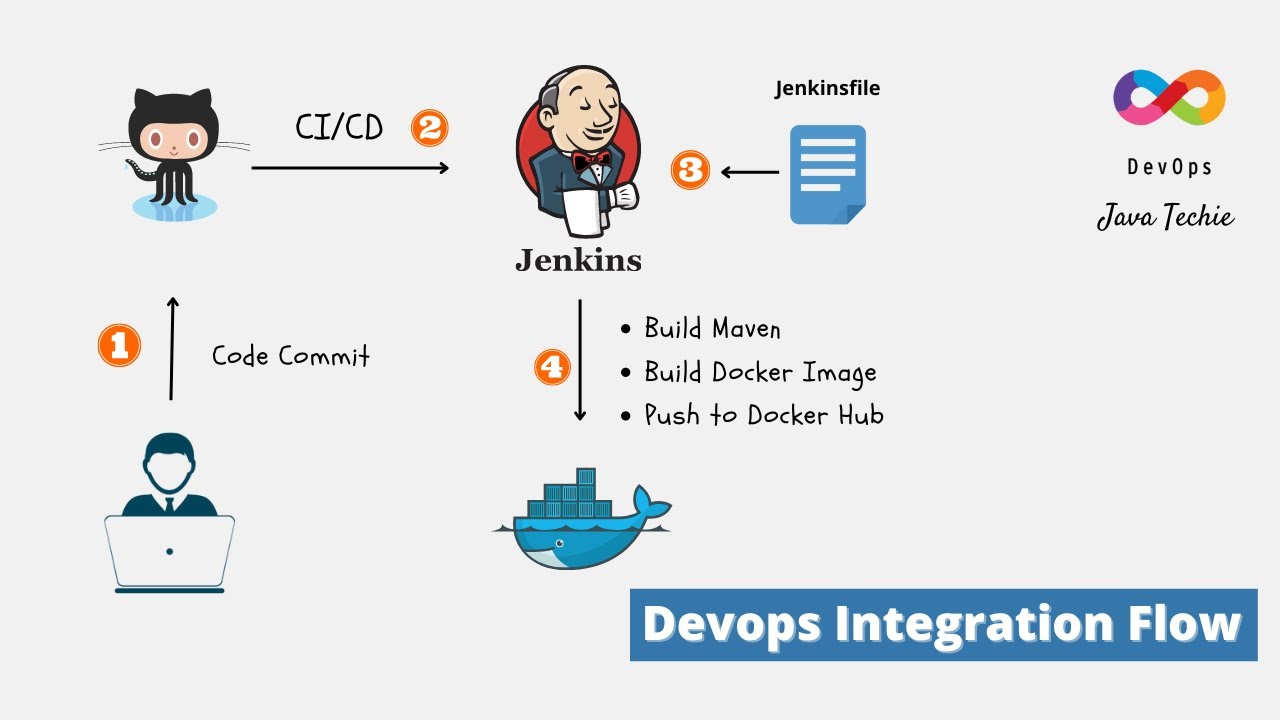 Jenkinsfile
CI/CD
2
3
DevOps
Java Techie
Jenkins
1
Code Commit
4
• Build Maven
• Build Docker Image
• Push to Docker Hub
Devops Integration Flow